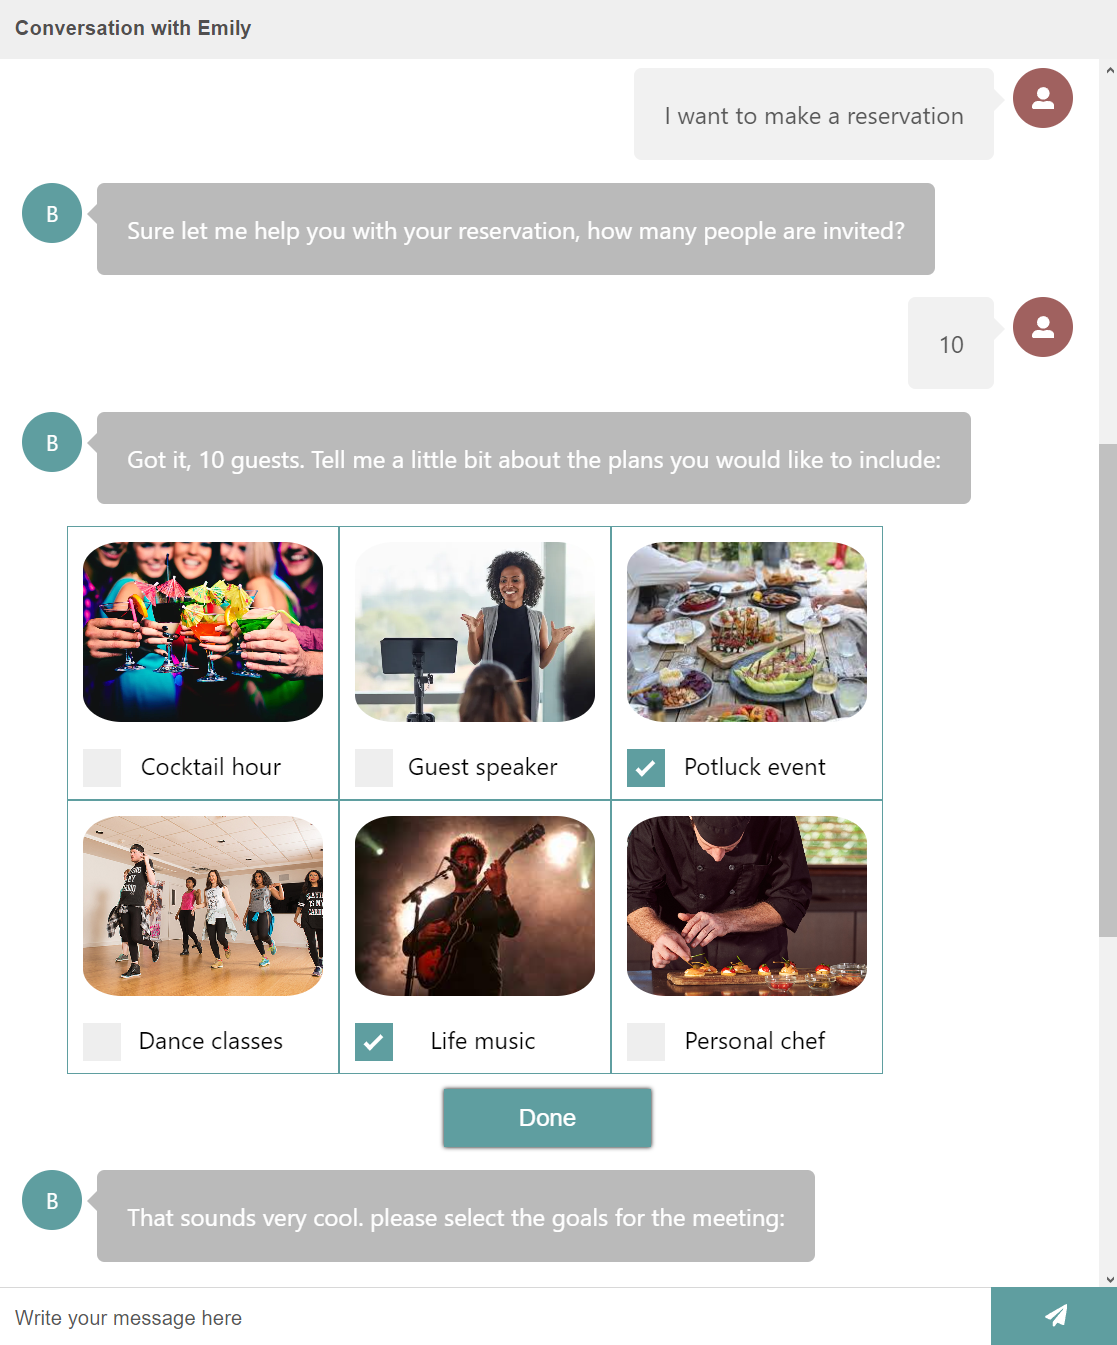 Conversation with Emily
I want to make a reservation
B
Sure let me help you with your reservation, how many people are invited?
10
B
Got it, 10 guests. Tell me a little bit about the plans you would like to include:
Cocktail hour
Guest speaker
Potluck event
Dance classes
Life music
Personal chef
Done
B
That sounds very cool. please select the goals for the meeting:
Write your message here